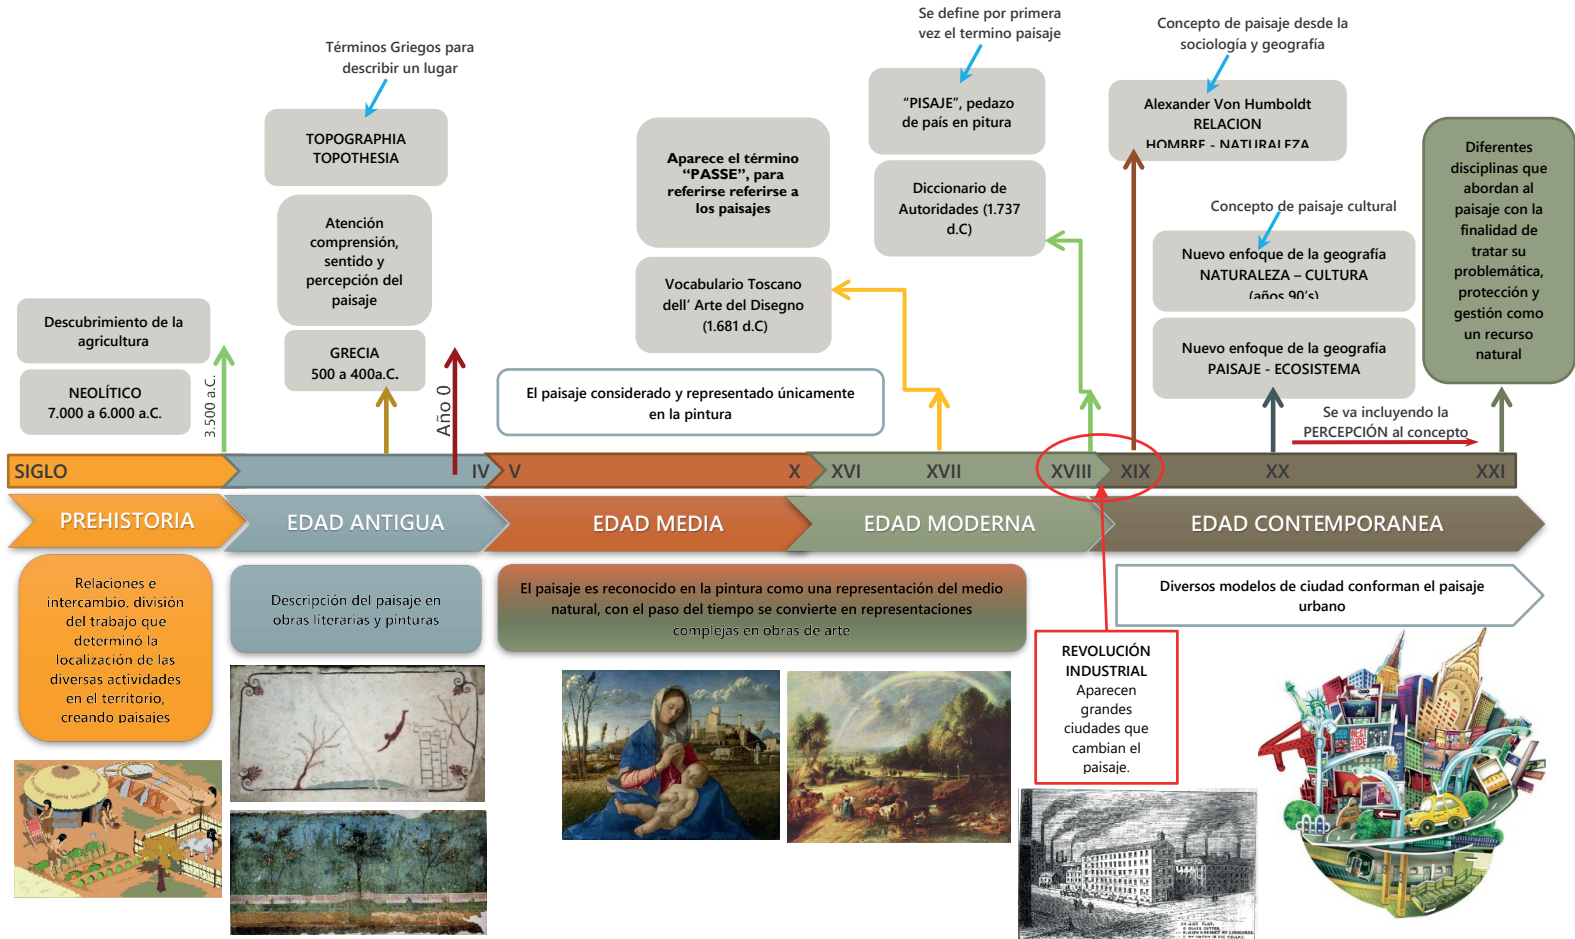 Se define por primera
vez el termino paisaje
Concepto de paisaje desde la
sociología y geografía
Términos Griegos para
describir un lugar
TOPOGRAPHIA
TOPOTHESIA
Atención
comprensión,
sentido y
percepción del
paisaje
GRECIA
500 a 400a.C.
Descubrimiento de la
agricultura
NEOLÍTICO
7.000 a 6.000 a.C.
3.500 a.C.
Año 0
Aparece el término
“PASSE”, para
referirse referirse a
los paisajes
Vocabulario Toscano
dell’ Arte del Disegno
(1.681 d.C)
El paisaje considerado y representado únicamente
en la pintura
“PISAJE”, pedazo
de país en pitura
Diccionario de
Autoridades (1.737
d.C)
Alexander Von Humboldt
RELACION
HOMBRE - NATURALEZA
Concepto de paisaje cultural
Nuevo enfoque de la geografía
NATURALEZA – CULTURA
(años 90’s)
Nuevo enfoque de la geografía
PAISAJE - ECOSISTEMA
Se va incluyendo la
PERCEPCIÓN al concepto
Diferentes
disciplinas que
abordan al
paisaje con la
finalidad de
tratar su
problemática,
protección y
gestión como
un recurso
natural
SIGLO IV V X XVI XVII XVIII XIX XX XXI
PREHISTORIA EDAD ANTIGUA EDAD MEDIA EDAD MODERNA EDAD CONTEMPORANEA
Relaciones e
intercambio. división
del trabajo que
determinó la
localización de las
diversas actividades
en el territorio,
creando paisajes
Descripción del paisaje en
obras literarias y pinturas
El paisaje es reconocido en la pintura como una representación del medio
natural, con el paso del tiempo se convierte en representaciones
complejas en obras de arte
REVOLUCIÓN
INDUSTRIAL
Aparecen
grandes
ciudades que
cambian el
paisaje.
Diversos modelos de ciudad conforman el paisaje
urbano